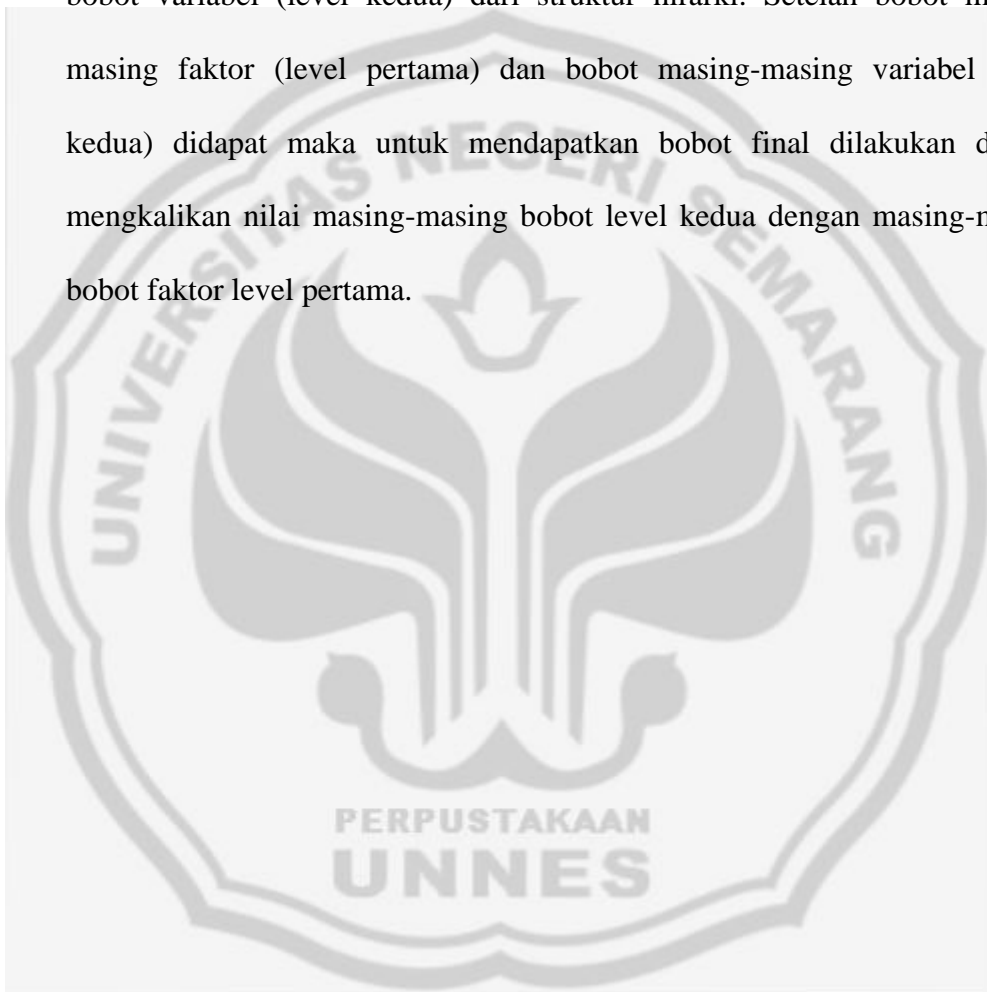 bobot variabel (level kedua) dari struktur hirarki. Setelah bobot
masing faktor (level pertama) dan bobot masing-masing variabel
kedua) didapat maka untuk mendapatkan bobot final dilakukan
mengkalikan nilai masing-masing bobot level kedua dengan
bobot faktor level pertama.
UNIVERSITAS NEGERI SEMARANG
PERPUSTAKAAN
UNNES